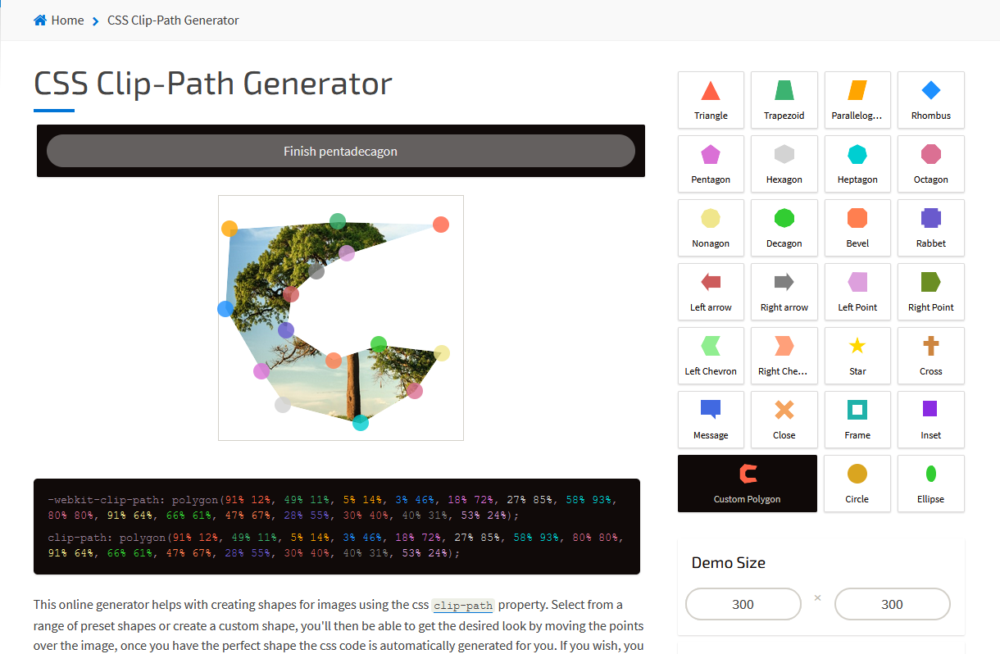 Home
CSS Clip-Path Generator
CSS Clip-Path Generator
Finish pentadecagon
-webkit-clip-path: polygon(91% 12%, 49% 11%, 5% 14%, 3% 46%, 18% 72%, 27% 85%, 58% 93%,
80% 80%, 91% 64%, 66% 61%, 47% 67%, 28% 55%, 30% 40%, 40% 31%, 53% 24%);
clip-path: polygon(91% 12%, 49% 11%, 5% 14%, 3% 46%, 18% 72%, 27% 85%, 58% 93%, 80% 80%,
91% 64%, 66% 61%, 47% 67%, 28% 55%, 30% 40%, 40% 31%, 53% 24%);
This online generator helps with creating shapes for images using the css clip-path property. Select from a
range of preset shapes or create a custom shape, you'll then be able to get the desired look by moving the points
over the image, once you have the perfect shape the css code is automatically generated for you. If you wish, you
Triangle
Trapezoid
Parallelog...
Rhombus
Pentagon
Hexagon
Heptagon
Octagon
Nonagon
Decagon
Bevel
Rabbet
Left arrow
Right arrow
Left Point
Right Point
Left Chevron
Right Che...
Star
Cross
Message
Close
Frame
Inset
Custom Polygon
Circle
Ellipse
Demo Size
300 × 300